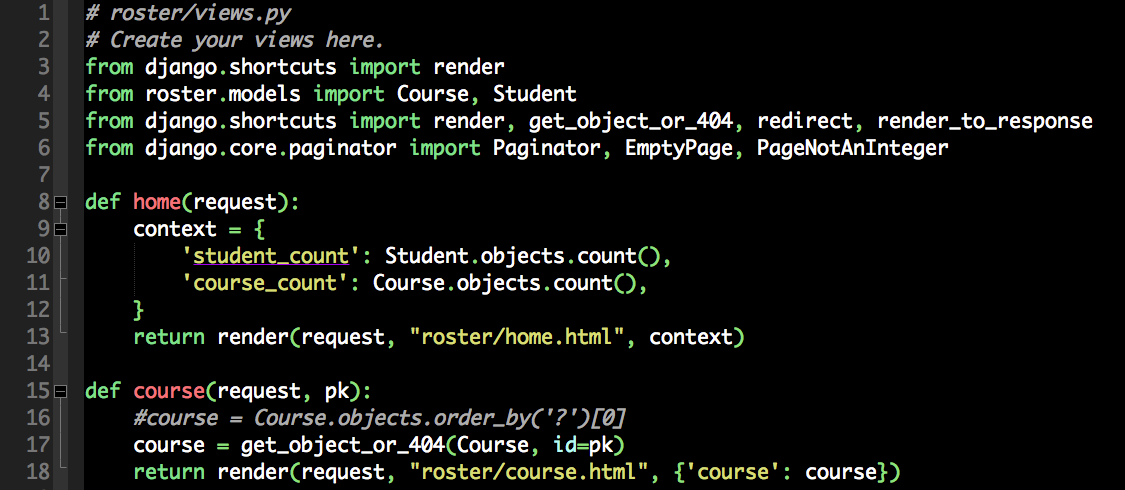 1 # roster/views.py
2 # Create your views here.
3 from django.shortcuts import render
4 from roster.models import Course, Student
5 from django.shortcuts import render, get_object_or_404, redirect, render_to_response
6 from django.core.paginator import Paginator, EmptyPage, PageNotAnInteger
7
8 def home(request):
9     context = {
10         'student_count': Student.objects.count(),
11         'course_count': Course.objects.count(),
12     }
13     return render(request, "roster/home.html", context)
14
15 def course(request, pk):
16     #course = Course.objects.order_by('?')[0]
17     course = get_object_or_404(Course, id=pk)
18     return render(request, "roster/course.html", {'course': course})